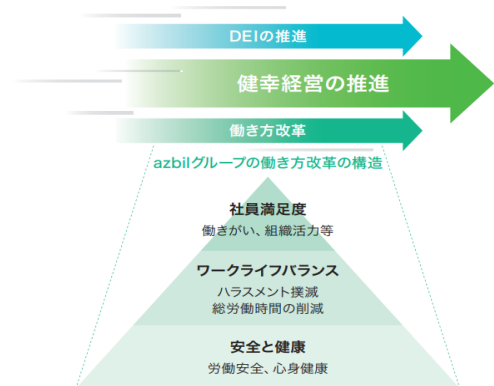 DEIの推進
健幸経営の推進
働き方改革
azbilグループの働き方改革の構造
社員満足度
働きがい、組織活力等
ワークライフバランス
ハラスメント撲滅
総労働時間の削減
安全と健康
労働安全、心身健康